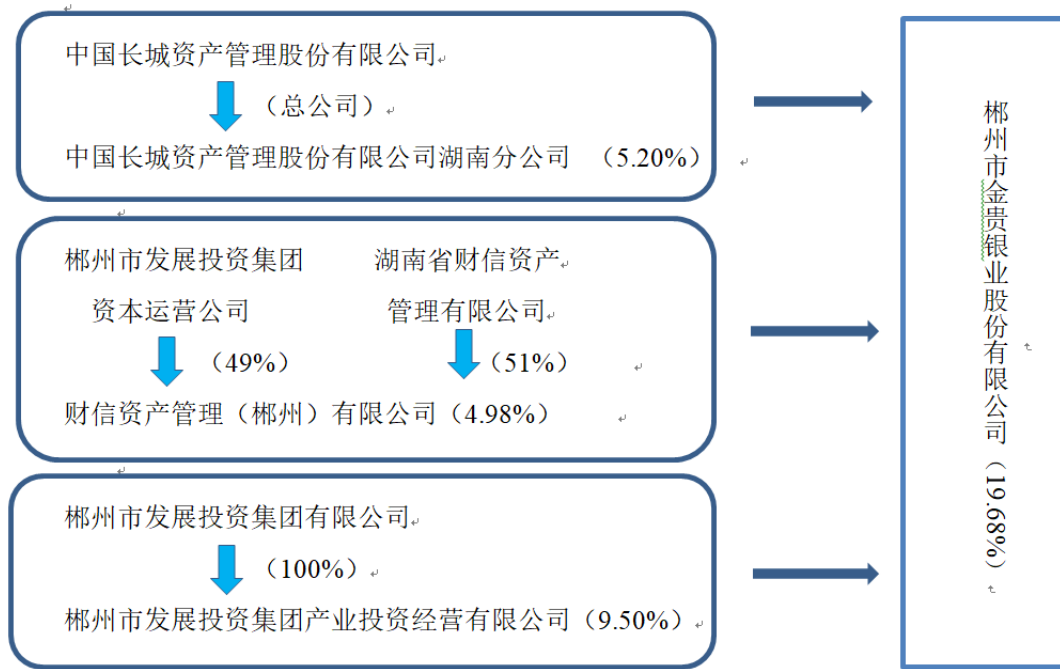 中国长城资产管理股份有限公司
（总公司）
中国长城资产管理股份有限公司湖南分公司 （5.20%）
郴州市发展投资集团 湖南省财信资产
资本运营公司 管理有限公司
（49%） （51%）
财信资产管理（郴州）有限公司（4.98%）
郴州市发展投资集团有限公司
（100%）
郴州市发展投资集团产业投资经营有限公司（9.50%）
郴州市金贵银业股份有限公司（19.68%）